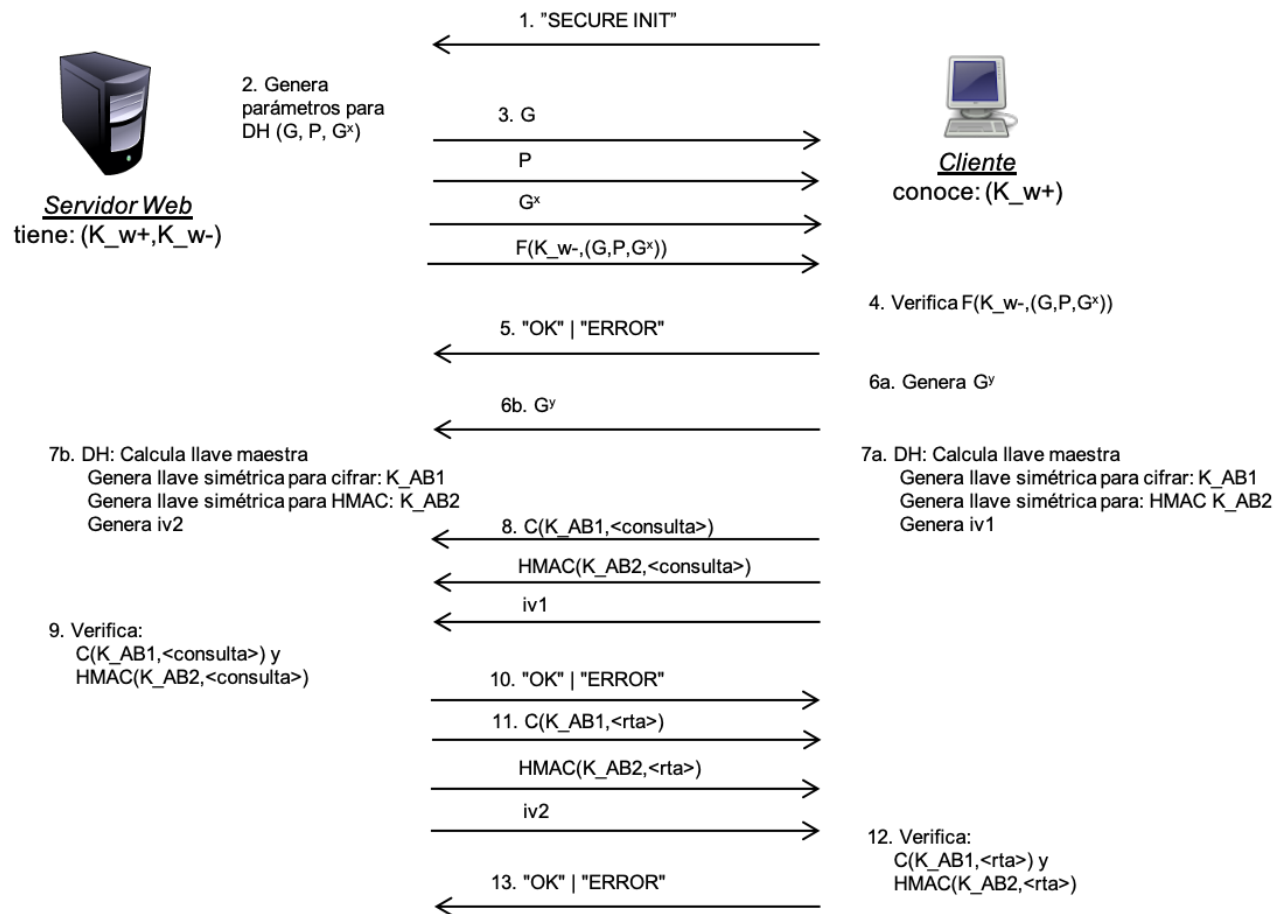 1. ”SECURE INIT”
2. Genera
parámetros para
DH (G, P, Gˣ)
3. G
P
Gˣ
F(K_w-,(G,P,Gˣ))
Servidor Web
tiene: (K_w+,K_w-)
Cliente
conoce: (K_w+)
4. Verifica F(K_w-,(G,P,Gˣ))
5. "OK" | "ERROR"
6a. Genera Gʸ
6b. Gʸ
7b. DH: Calcula llave maestra
Genera llave simétrica para cifrar: K_AB1
Genera llave simétrica para HMAC: K_AB2
Genera iv2
7a. DH: Calcula llave maestra
Genera llave simétrica para cifrar: K_AB1
Genera llave simétrica para: HMAC K_AB2
Genera iv1
8. C(K_AB1,<consulta>)
HMAC(K_AB2,<consulta>)
iv1
9. Verifica:
C(K_AB1,<consulta>) y
HMAC(K_AB2,<consulta>)
10. "OK" | "ERROR"
11. C(K_AB1,<rta>)
HMAC(K_AB2,<rta>)
iv2
12. Verifica:
C(K_AB1,<rta>) y
HMAC(K_AB2,<rta>)
13. "OK" | "ERROR"